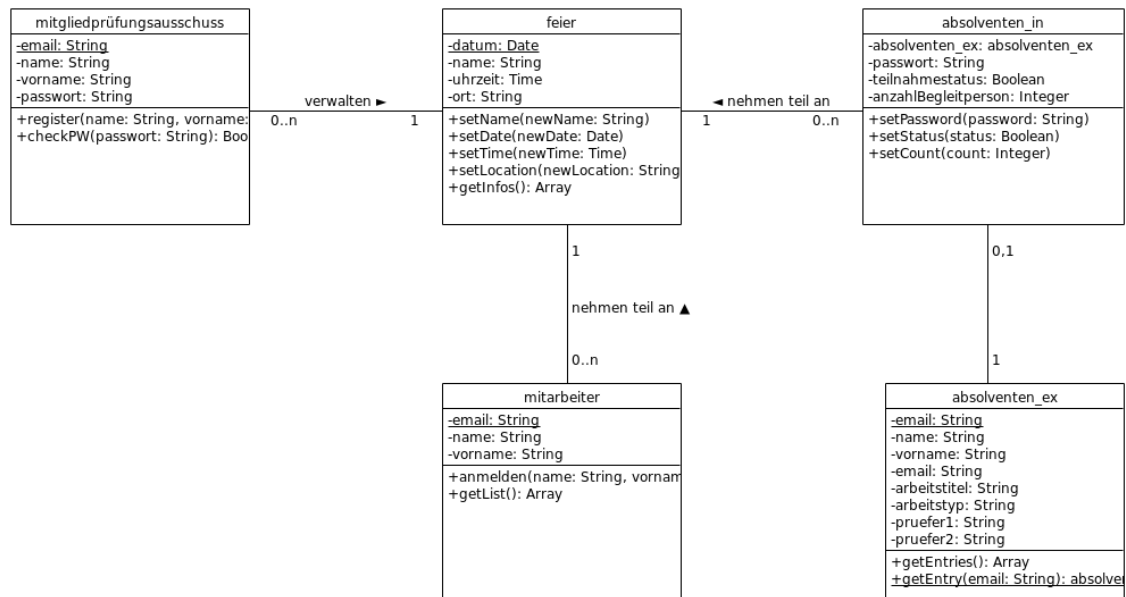 mitgliedprüfungsausschuss
-email: String
-name: String
-vorname: String
-passwort: String
+register(name: String, vorname:
+checkPW(passwort: String): Boo
verwalten ►
0..n
1
feier
-datum: Date
-name: String
-uhrzeit: Time
-ort: String
+setName(newName: String)
+setDate(newDate: Date)
+setTime(newTime: Time)
+setLocation(newLocation: String
+getInfos(): Array
◄ nehmen teil an
1
0..n
absolventen_in
-absolventen_ex: absolventen_ex
-passwort: String
-teilnahmestatus: Boolean
-anzahlBegleitperson: Integer
+setPassword(password: String)
+setStatus(status: Boolean)
+setCount(count: Integer)
1
nehmen teil an ▲
0..n
0,1
1
mitarbeiter
-email: String
-name: String
-vorname: String
+anmelden(name: String, vornam
+getList(): Array
absolventen_ex
-email: String
-name: String
-vorname: String
-email: String
-arbeitstitel: String
-arbeitstyp: String
-pruefer1: String
-pruefer2: String
+getEntries(): Array
+getEntry(email: String): absolve